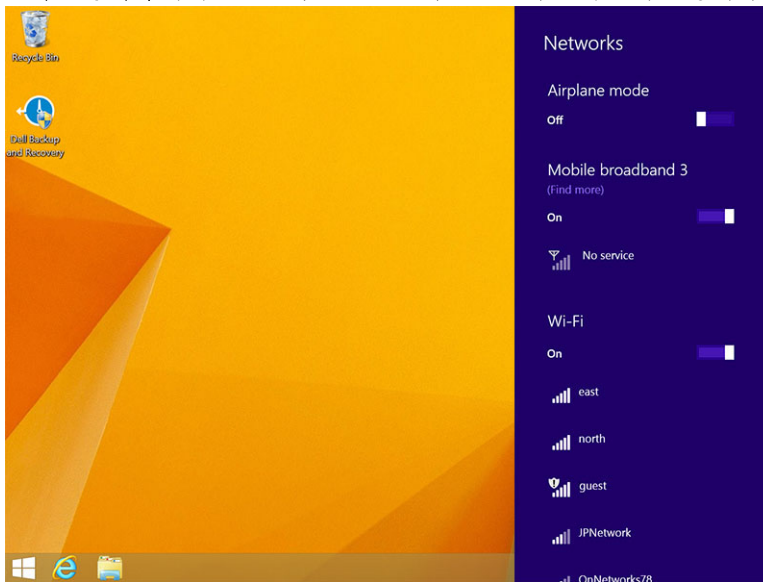 Recycle Bin
Dell Backup
and Recovery
Networks
Airplane mode
Off
Mobile broadband 3
(Find more)
On
No service
Wi-Fi
On
east
north
guest
JPNetwork
OnNetworks78